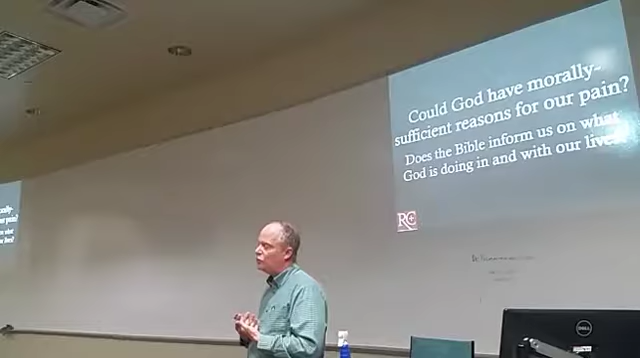 Could God have morally-
sufficient reasons for our pain?
Does the Bible inform us on what
God is doing in and with our lives?
RC
DELL